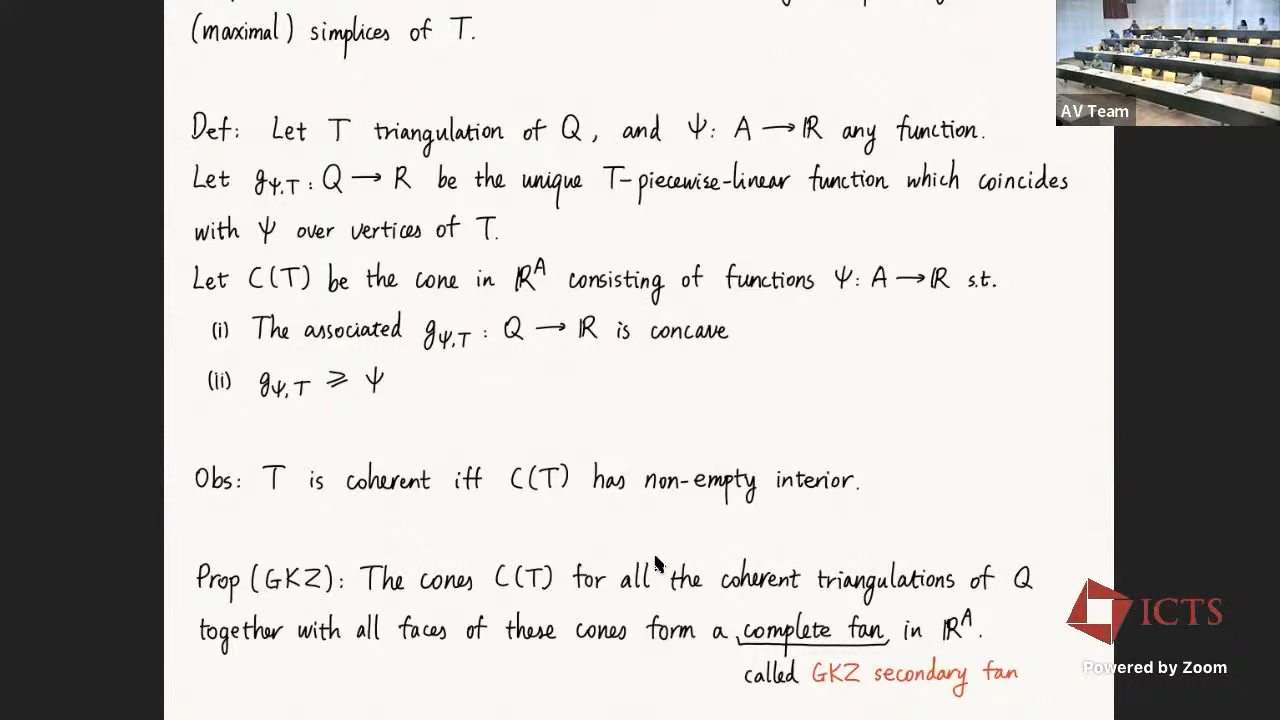 (maximal) simplices of T.
AV Team
Def: Let T triangulation of Q, and Ψ: A → ℝ any function.
Let g_{Ψ,T} : Q → ℝ be the unique T-piecewise-linear function which coincides
with Ψ over vertices of T.
Let C(T) be the cone in ℝ^A consisting of functions Ψ: A → ℝ s.t.
(i) The associated g_{Ψ,T} : Q → ℝ is concave
(ii) g_{Ψ,T} ⩾ Ψ
Obs: T is coherent iff C(T) has non-empty interior.
Prop (GKZ): The cones C(T) for all the coherent triangulations of Q
together with all faces of these cones form a complete fan in ℝ^A.
called GKZ secondary fan
ICTS
Powered by Zoom